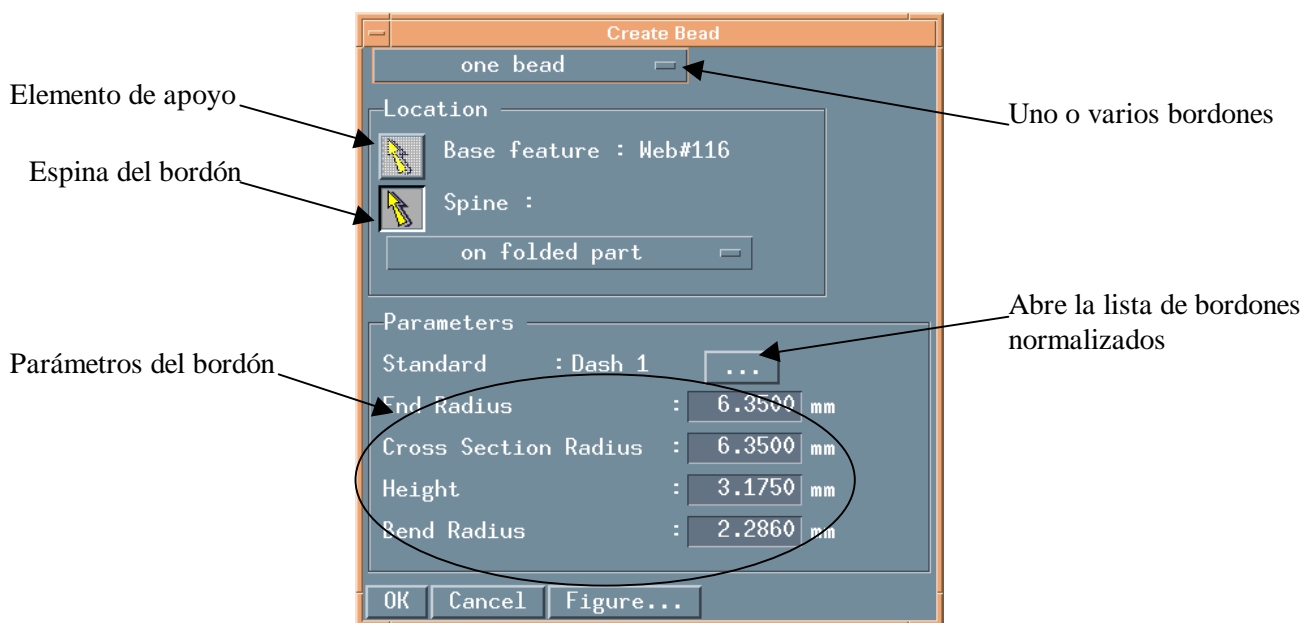 Create Bead
one bead
Elemento de apoyo
Location
Uno o varios bordones
Base feature : Web#116
Espina del bordón
Spine :
on folded part
Abre la lista de bordones
normalizados
Parameters
Parámetros del bordón
Standard : Dash 1 ...
End Radius : 6.3500 mm
Cross Section Radius : 6.3500 mm
Height : 3.1750 mm
Bend Radius : 2.2860 mm
OK Cancel Figure...